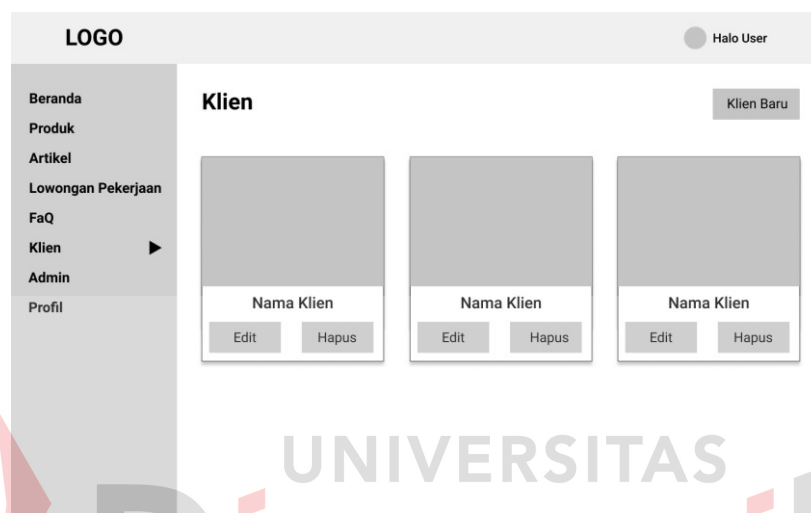 LOGO
Halo User
Beranda
Produk
Artikel
Lowongan Pekerjaan
FaQ
Klien
Admin
Profil
Klien
Klien Baru
Nama Klien
Edit
Hapus
Nama Klien
Edit
Hapus
Nama Klien
Edit
Hapus
UNIVERSITAS